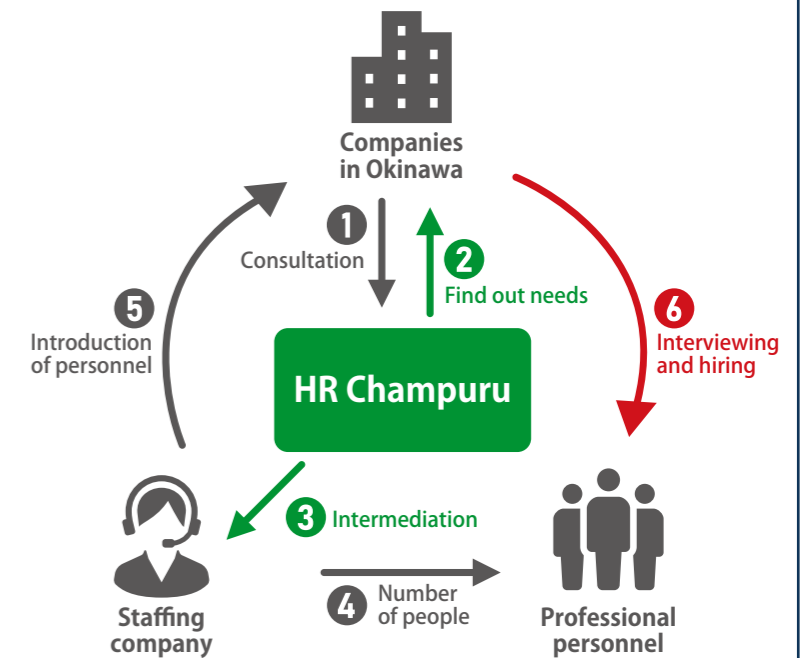 Companies
in Okinawa
1
Consultation
2
Find out needs
5
Introduction
of personnel
6
Interviewing
and hiring
HR Champuru
3 Intermediation
4
Number
of people
Staffing
company
Professional
personnel